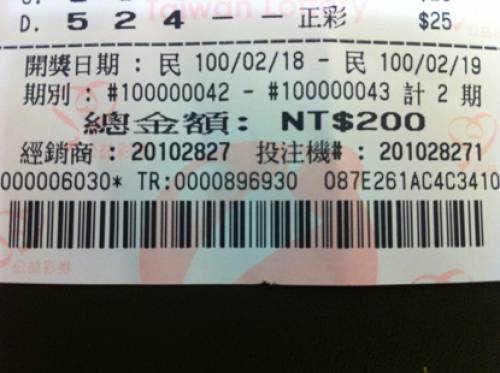 D. 5 2 4 － － 正彩 $25
開獎日期 : 民 100/02/18 - 民 100/02/19
期別 : #100000042 - #100000043 計 2 期
總金額: NT$200
經銷商 : 20102827 投注機# : 201028271
000006030* TR:0000896930 087E261AC4C3410